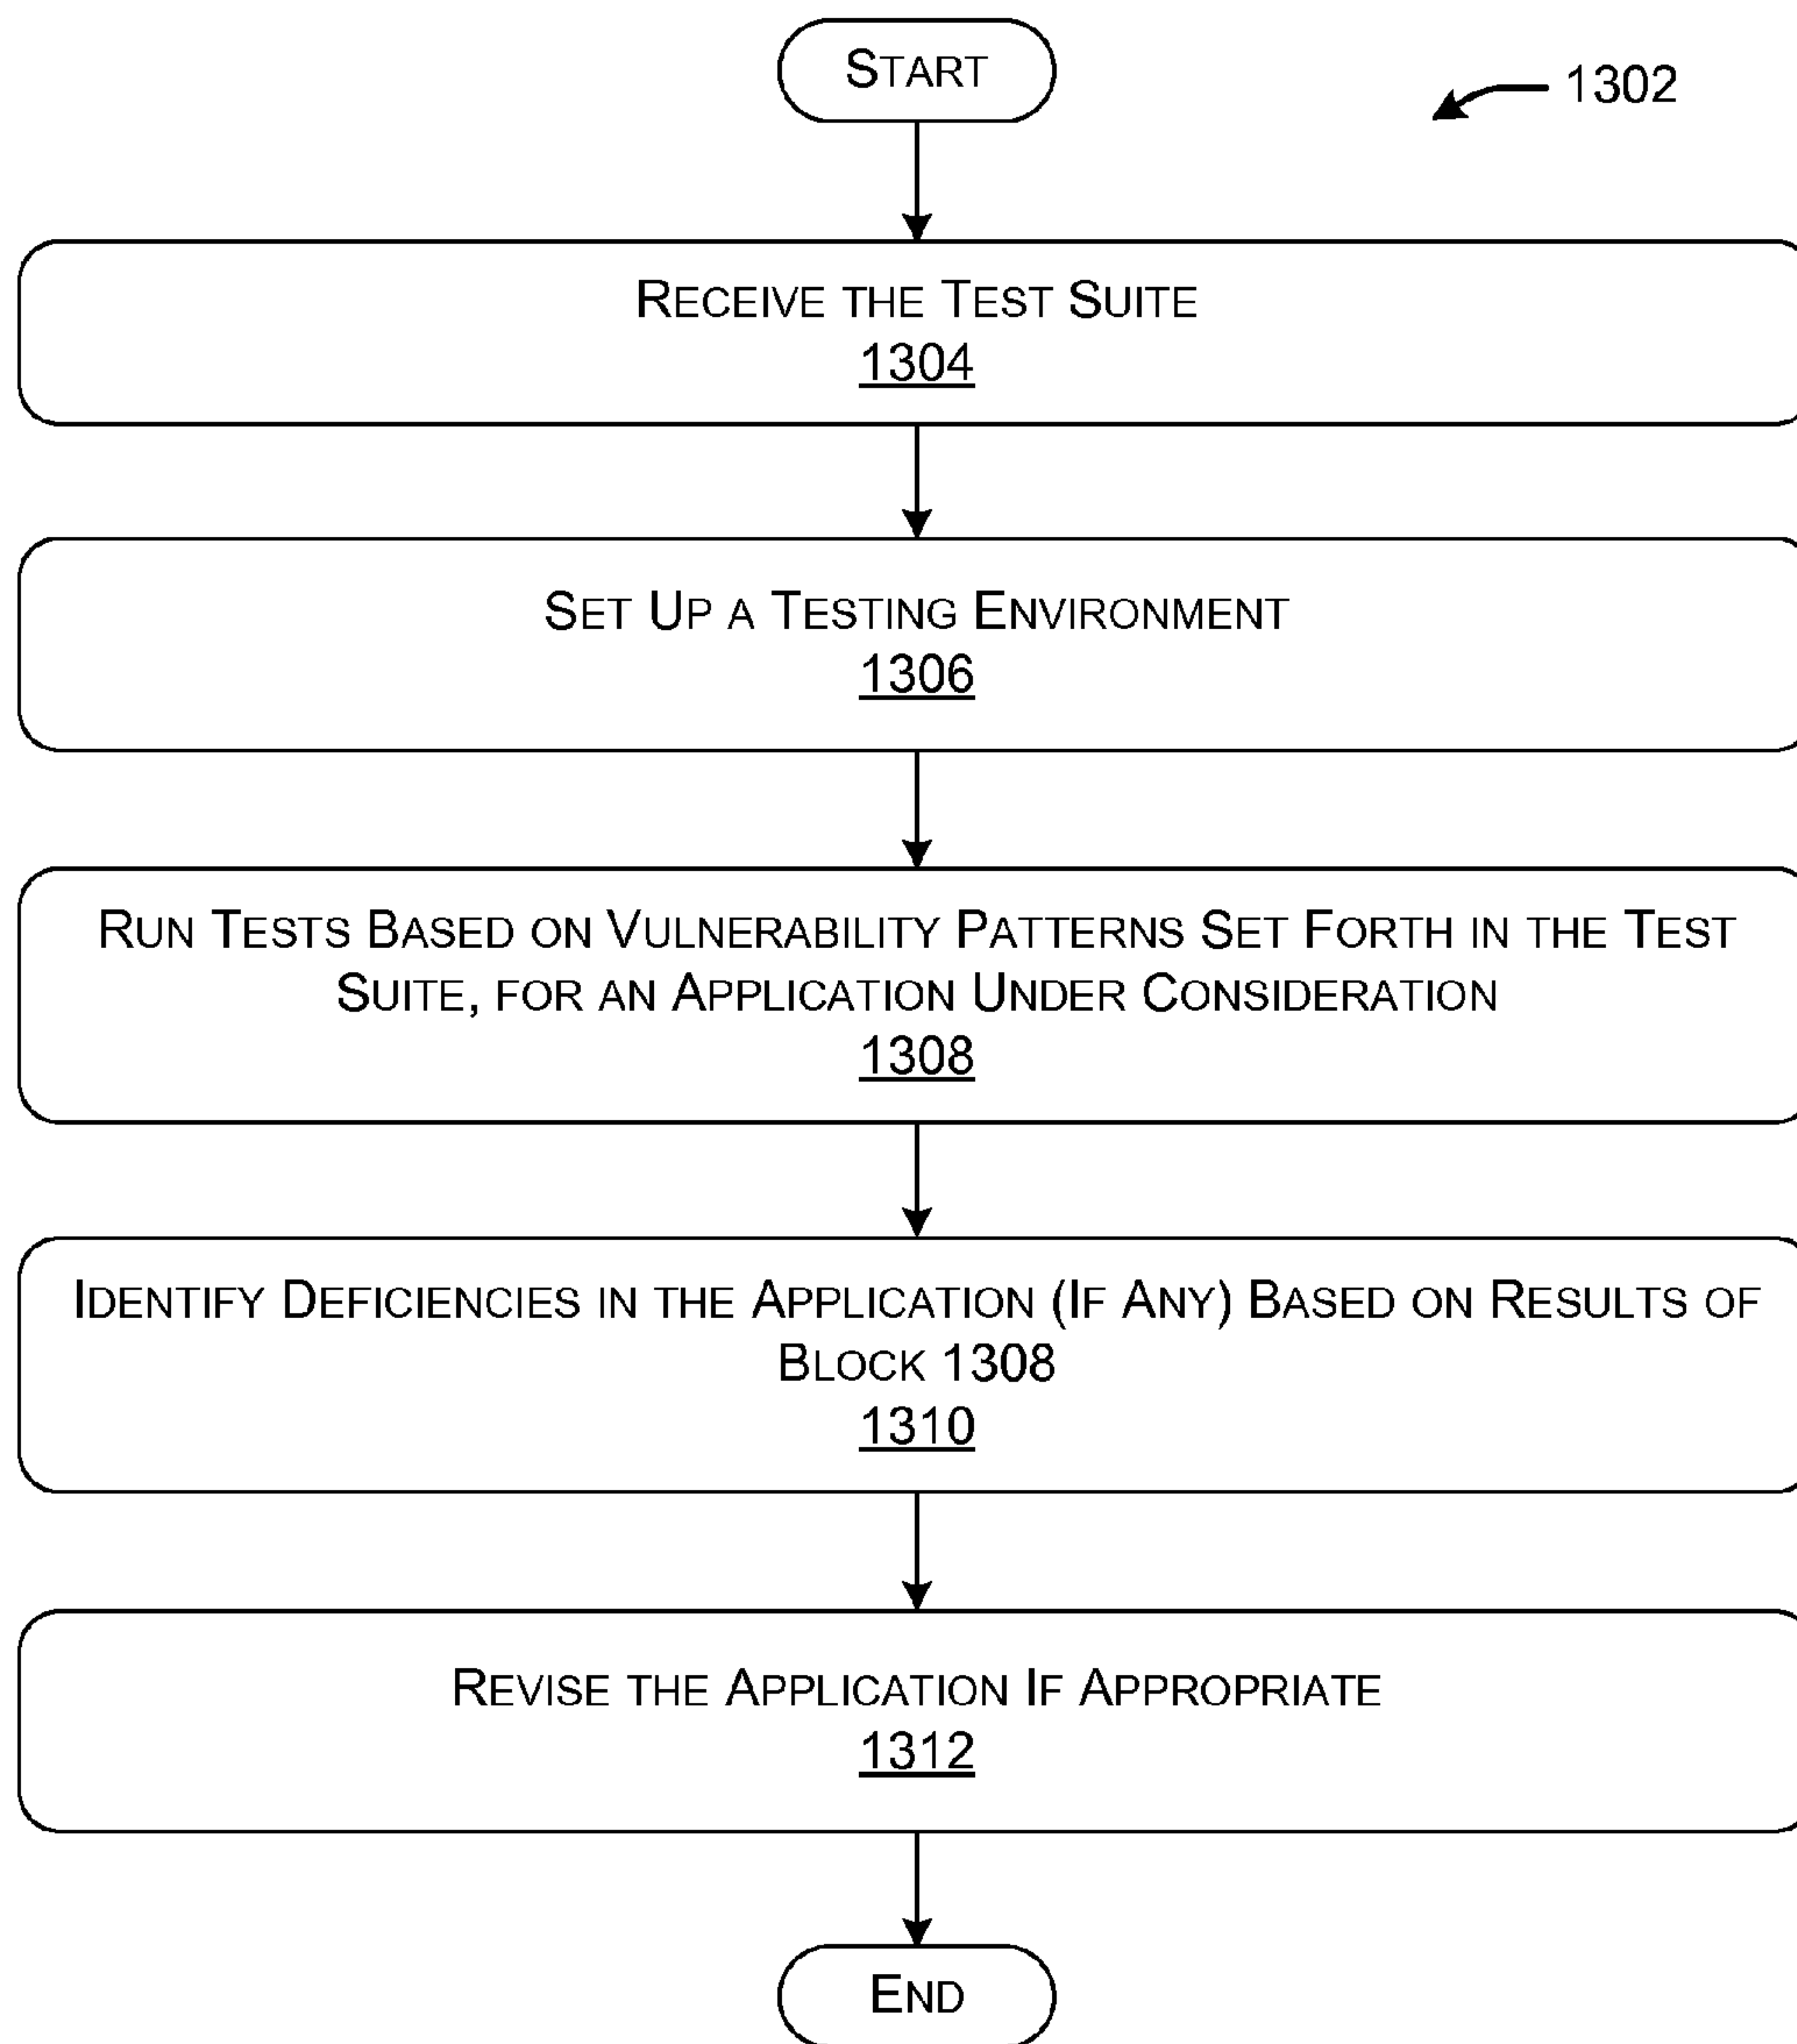 START
1302
RECEIVE THE TEST SUITE
1304
SET UP A TESTING ENVIRONMENT
1306
RUN TESTS BASED ON VULNERABILITY PATTERNS SET FORTH IN THE TEST
SUITE, FOR AN APPLICATION UNDER CONSIDERATION
1308
IDENTIFY DEFICIENCIES IN THE APPLICATION (IF ANY) BASED ON RESULTS OF
BLOCK 1308
1310
REVISE THE APPLICATION IF APPROPRIATE
1312
END